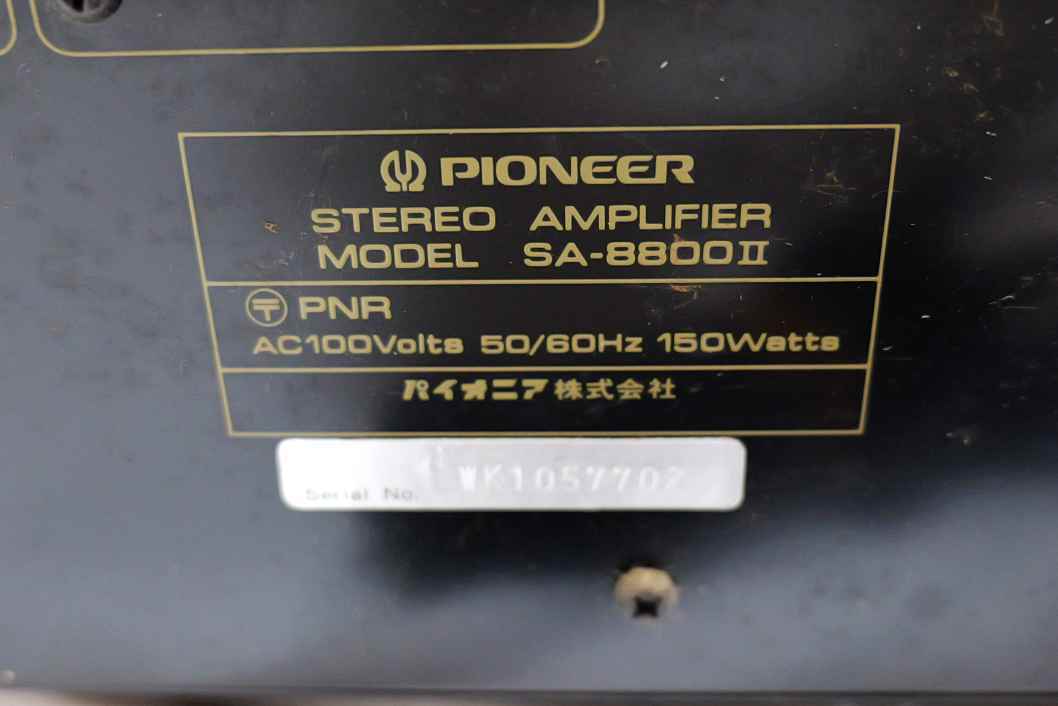 PIONEER
STEREO AMPLIFIER
MODEL SA-8800II
〒 PNR
AC100Volts 50/60Hz 150Watts
パイオニア株式会社
WK1057702
Serial No.